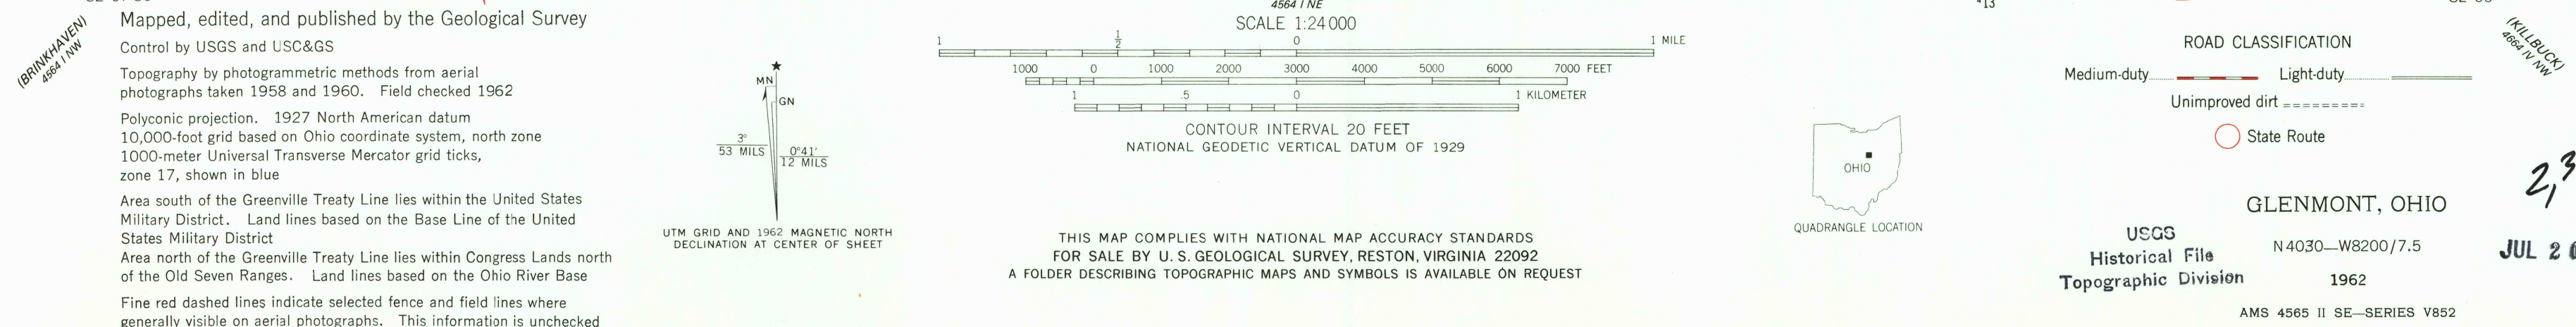 (BRINKHAVEN)
4564 I NW
Mapped, edited, and published by the Geological Survey
Control by USGS and USC&GS
Topography by photogrammetric methods from aerial
photographs taken 1958 and 1960. Field checked 1962
Polyconic projection. 1927 North American datum
10,000-foot grid based on Ohio coordinate system, north zone
1000-meter Universal Transverse Mercator grid ticks,
zone 17, shown in blue
Area south of the Greenville Treaty Line lies within the United States
Military District. Land lines based on the Base Line of the United
States Military District
Area north of the Greenville Treaty Line lies within Congress Lands north
of the Old Seven Ranges. Land lines based on the Ohio River Base
Fine red dashed lines indicate selected fence and field lines where
generally visible on aerial photographs. This information is unchecked
MN
GN
3°
53 MILS
0°41'
12 MILS
UTM GRID AND 1962 MAGNETIC NORTH
DECLINATION AT CENTER OF SHEET
4564 I NE
SCALE 1:24000
1 1/2 0 1 MILE
1000 0 1000 2000 3000 4000 5000 6000 7000 FEET
1 .5 0 1 KILOMETER
CONTOUR INTERVAL 20 FEET
NATIONAL GEODETIC VERTICAL DATUM OF 1929
THIS MAP COMPLIES WITH NATIONAL MAP ACCURACY STANDARDS
FOR SALE BY U. S. GEOLOGICAL SURVEY, RESTON, VIRGINIA 22092
A FOLDER DESCRIBING TOPOGRAPHIC MAPS AND SYMBOLS IS AVAILABLE ON REQUEST
13
OHIO
QUADRANGLE LOCATION
ROAD CLASSIFICATION
Medium-duty Light-duty
Unimproved dirt
State Route
(KILLBUCK)
4664 IV NW
GLENMONT, OHIO
N4030—W8200/7.5
1962
AMS 4565 II SE—SERIES V852
USGS
Historical File
Topographic Division
2,3
JUL 2